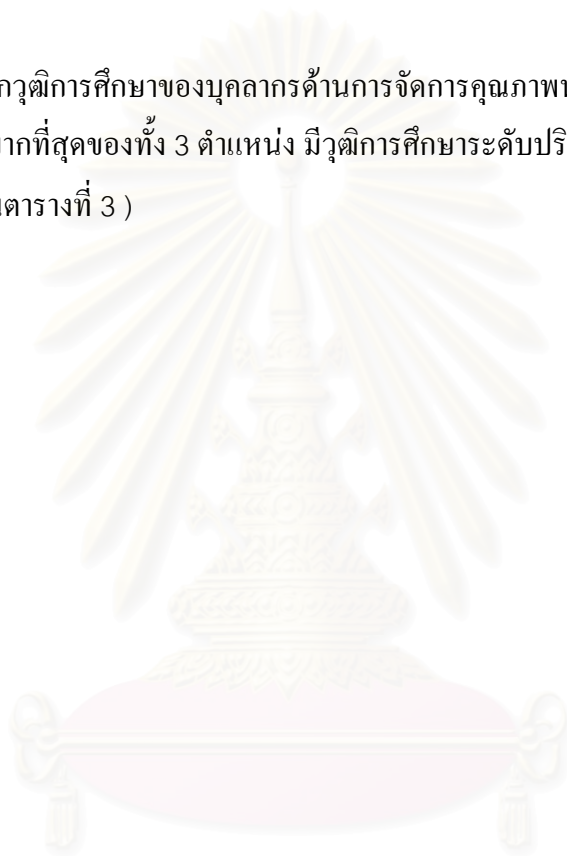 กวุฒิการศึกษาของบุคลากรด้านการจัดการคุณภาพ
ากที่สุดของทั้ง 3 ตำแหน่ง มีวุฒิการศึกษาระดับปริ
ตารางที่ 3 )